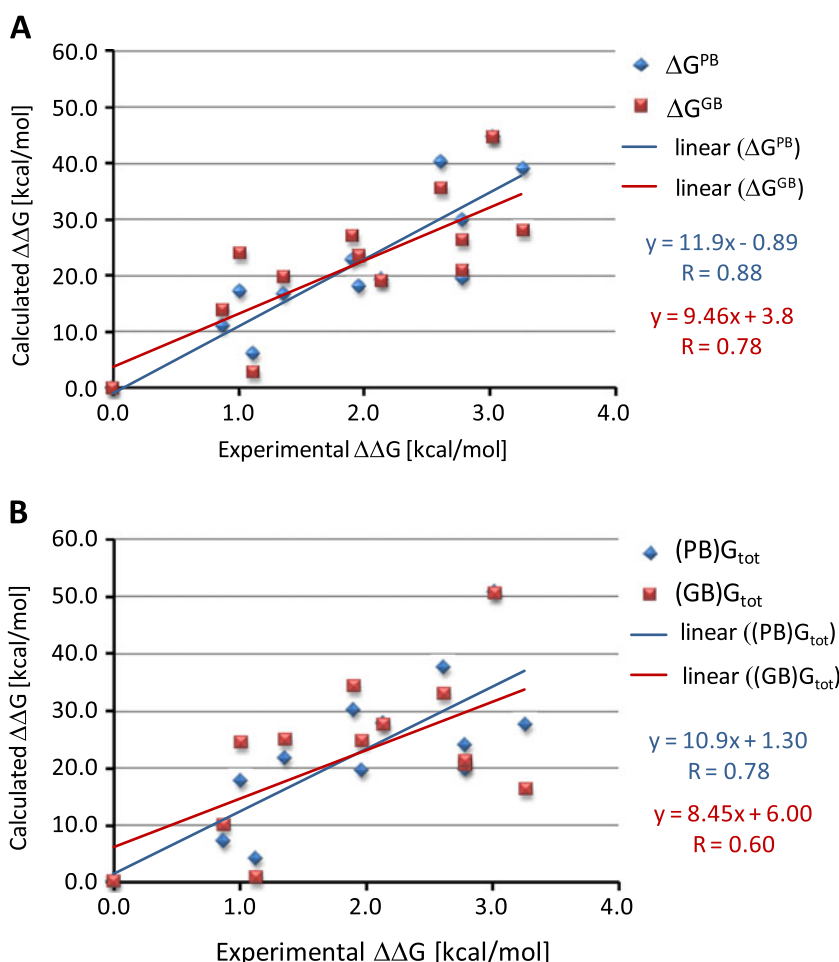 A
60.0
50.0
40.0
30.0
20.0
10.0
0.0
0.0 1.0 2.0 3.0 4.0
Calculated ΔΔG [kcal/mol]
Experimental ΔΔG [kcal/mol]
ΔG^PB
ΔG^GB
linear (ΔG^PB)
linear (ΔG^GB)
y = 11.9x - 0.89
R = 0.88
y = 9.46x + 3.8
R = 0.78
B
60.0
50.0
40.0
30.0
20.0
10.0
0.0
0.0 1.0 2.0 3.0 4.0
Calculated ΔΔG [kcal/mol]
Experimental ΔΔG [kcal/mol]
(PB)G_tot
(GB)G_tot
linear ((PB)G_tot)
linear ((GB)G_tot)
y = 10.9x + 1.30
R = 0.78
y = 8.45x + 6.00
R = 0.60